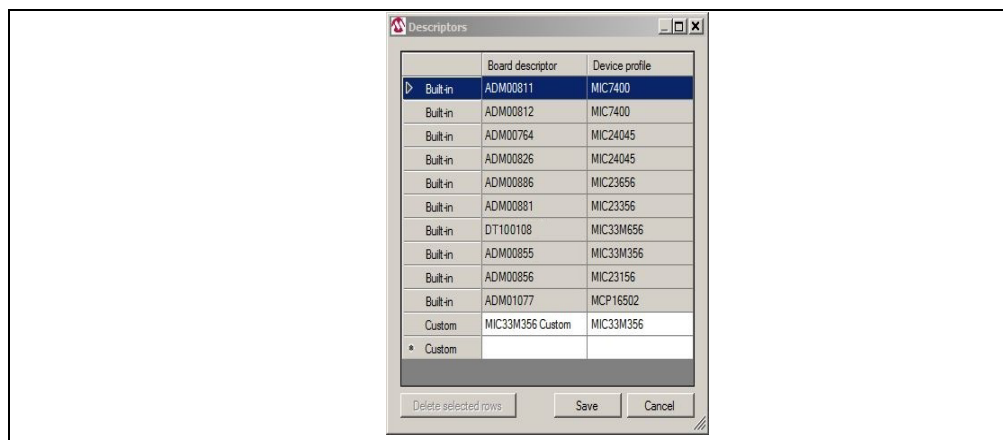 Descriptors
Board descriptor Device profile
Built-in ADM00811 MIC7400
Built-in ADM00812 MIC7400
Built-in ADM00764 MIC24045
Built-in ADM00826 MIC24045
Built-in ADM00886 MIC23656
Built-in ADM00881 MIC23356
Built-in DT100108 MIC33M656
Built-in ADM00855 MIC33M356
Built-in ADM00856 MIC23156
Built-in ADM01077 MCP16502
Custom MIC33M356 Custom MIC33M356
* Custom
Delete selected rows Save Cancel